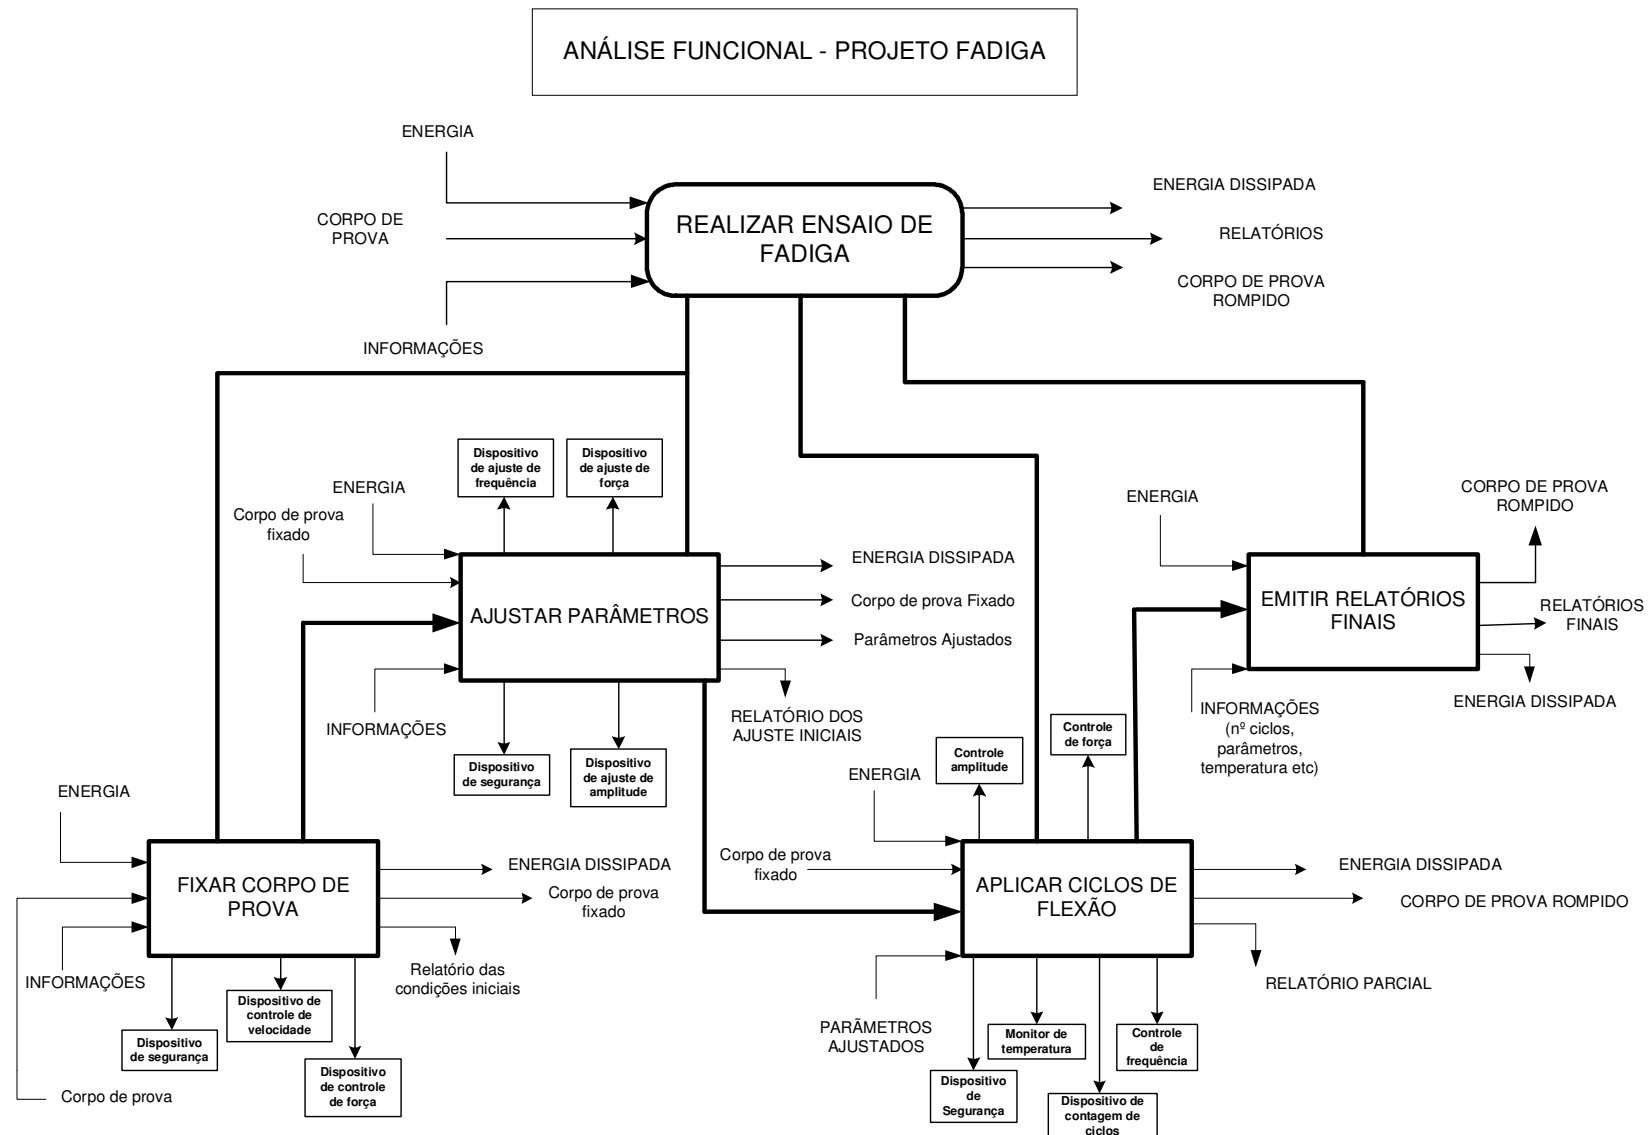 ANÁLISE FUNCIONAL - PROJETO FADIGA
ENERGIA
CORPO DE
PROVA
INFORMAÇÕES
REALIZAR ENSAIO DE
FADIGA
ENERGIA DISSIPADA
RELATÓRIOS
CORPO DE PROVA
ROMPIDO
Dispositivo
de ajuste de
frequência
Dispositivo
de ajuste de
força
ENERGIA
Corpo de prova
fixado
AJUSTAR PARÂMETROS
INFORMAÇÕES
ENERGIA DISSIPADA
Corpo de prova Fixado
Parâmetros Ajustados
RELATÓRIO DOS
AJUSTE INICIAIS
Dispositivo
de segurança
Dispositivo
de ajuste de
amplitude
ENERGIA
CORPO DE PROVA
ROMPIDO
EMITIR RELATÓRIOS
FINAIS
RELATÓRIOS
FINAIS
ENERGIA DISSIPADA
INFORMAÇÕES
(nº ciclos,
parâmetros,
temperatura etc)
ENERGIA
FIXAR CORPO DE
PROVA
INFORMAÇÕES
Corpo de prova
ENERGIA DISSIPADA
Corpo de prova
fixado
Relatório das
condições iniciais
Dispositivo
de segurança
Dispositivo de
controle de
velocidade
Dispositivo
de controle
de força
Controle
amplitude
Controle
de força
ENERGIA
Corpo de prova
fixado
APLICAR CICLOS DE
FLEXÃO
PARÃMETROS
AJUSTADOS
ENERGIA DISSIPADA
CORPO DE PROVA ROMPIDO
RELATÓRIO PARCIAL
Dispositivo
de
Segurança
Monitor de
temperatura
Dispositivo de
contagem de
ciclos
Controle
de
frequência